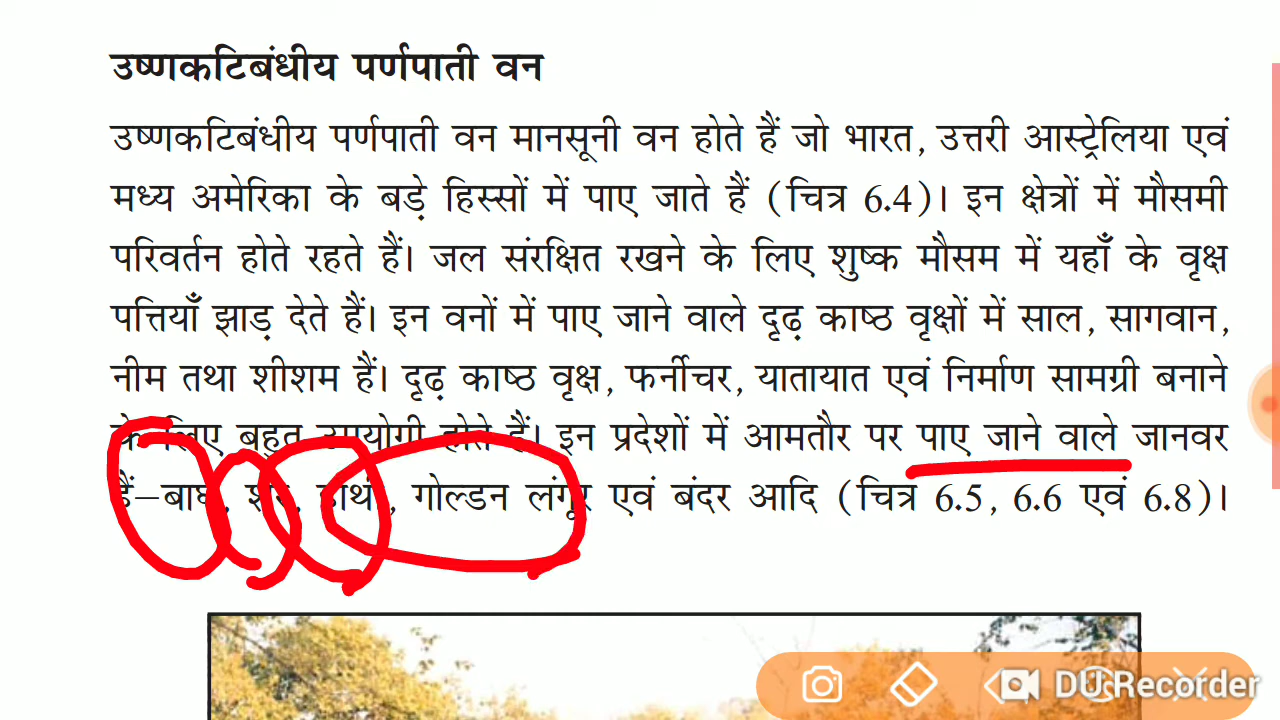 उष्णकटिबंधीय पर्णपाती वन
उष्णकटिबंधीय पर्णपाती वन मानसूनी वन होते हैं जो भारत, उत्तरी आस्ट्रेलिया एवं
मध्य अमेरिका के बड़े हिस्सों में पाए जाते हैं (चित्र 6.4)। इन क्षेत्रों में मौसमी
परिवर्तन होते रहते हैं। जल संरक्षित रखने के लिए शुष्क मौसम में यहाँ के वृक्ष
पत्तियाँ झाड़ देते हैं। इन वनों में पाए जाने वाले दृढ़ काष्ठ वृक्षों में साल, सागवान,
नीम तथा शीशम हैं। दृढ़ काष्ठ वृक्ष, फर्नीचर, यातायात एवं निर्माण सामग्री बनाने
के लिए बहुत उपयोगी होते हैं। इन प्रदेशों में आमतौर पर पाए जाने वाले जानवर
हैं–बाघ, शेर, हाथी, गोल्डन लंगूर एवं बंदर आदि (चित्र 6.5, 6.6 एवं 6.8)।
DU Recorder